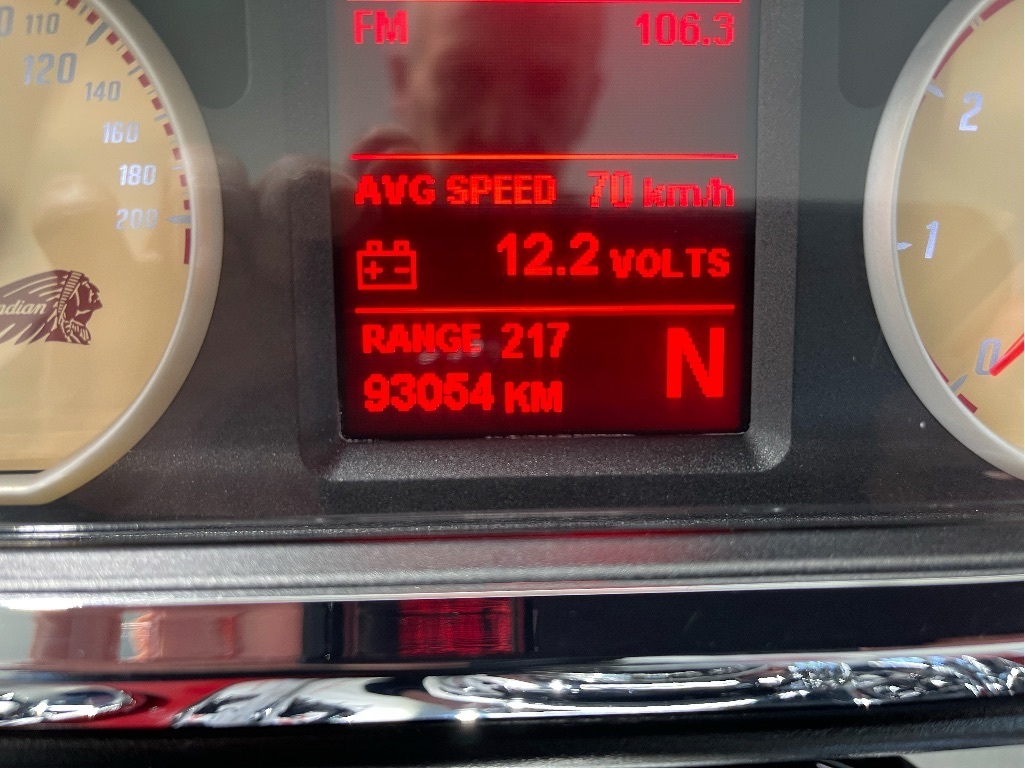 FM 106.3
AVG SPEED 70 km/h
12.2 VOLTS
RANGE 217
93054 KM
N
110
120
140
160
180
200
ndian
2
1
0